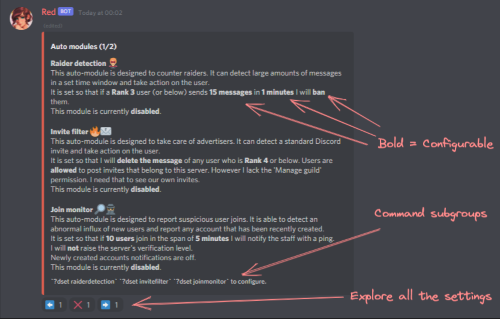 Red BOT Today at 00:02
Auto modules (1/2)
Raider detection
This auto-module is designed to counter raiders. It can detect large amounts of messages
in a set time window and take action on the user.
It is set so that if a Rank 3 user (or below) sends 15 messages in 1 minutes I will ban
them.
This module is currently disabled.
Bold = Configurable
Invite filter
This auto-module is designed to take care of advertisers. It can detect a standard Discord
invite and take action on the user.
It is set so that I will delete the message of any user who is Rank 4 or below. Users are
allowed to post invites that belong to this server. However I lack the 'Manage guild'
permission. I need that to see our own invites.
This module is currently disabled.
Join monitor
This auto-module is designed to report suspicious user joins. It is able to detect an
abnormal influx of new users and report any account that has been recently created.
It is set so that if 10 users join in the span of 5 minutes I will notify the staff with a ping.
I will not raise the server's verification level.
Newly created accounts notifications are off.
This module is currently disabled.
Command subgroups
`?dset raiderdetection` `?dset invitefilter` `?dset joinmonitor` to configure.
1 1 1
Explore all the settings